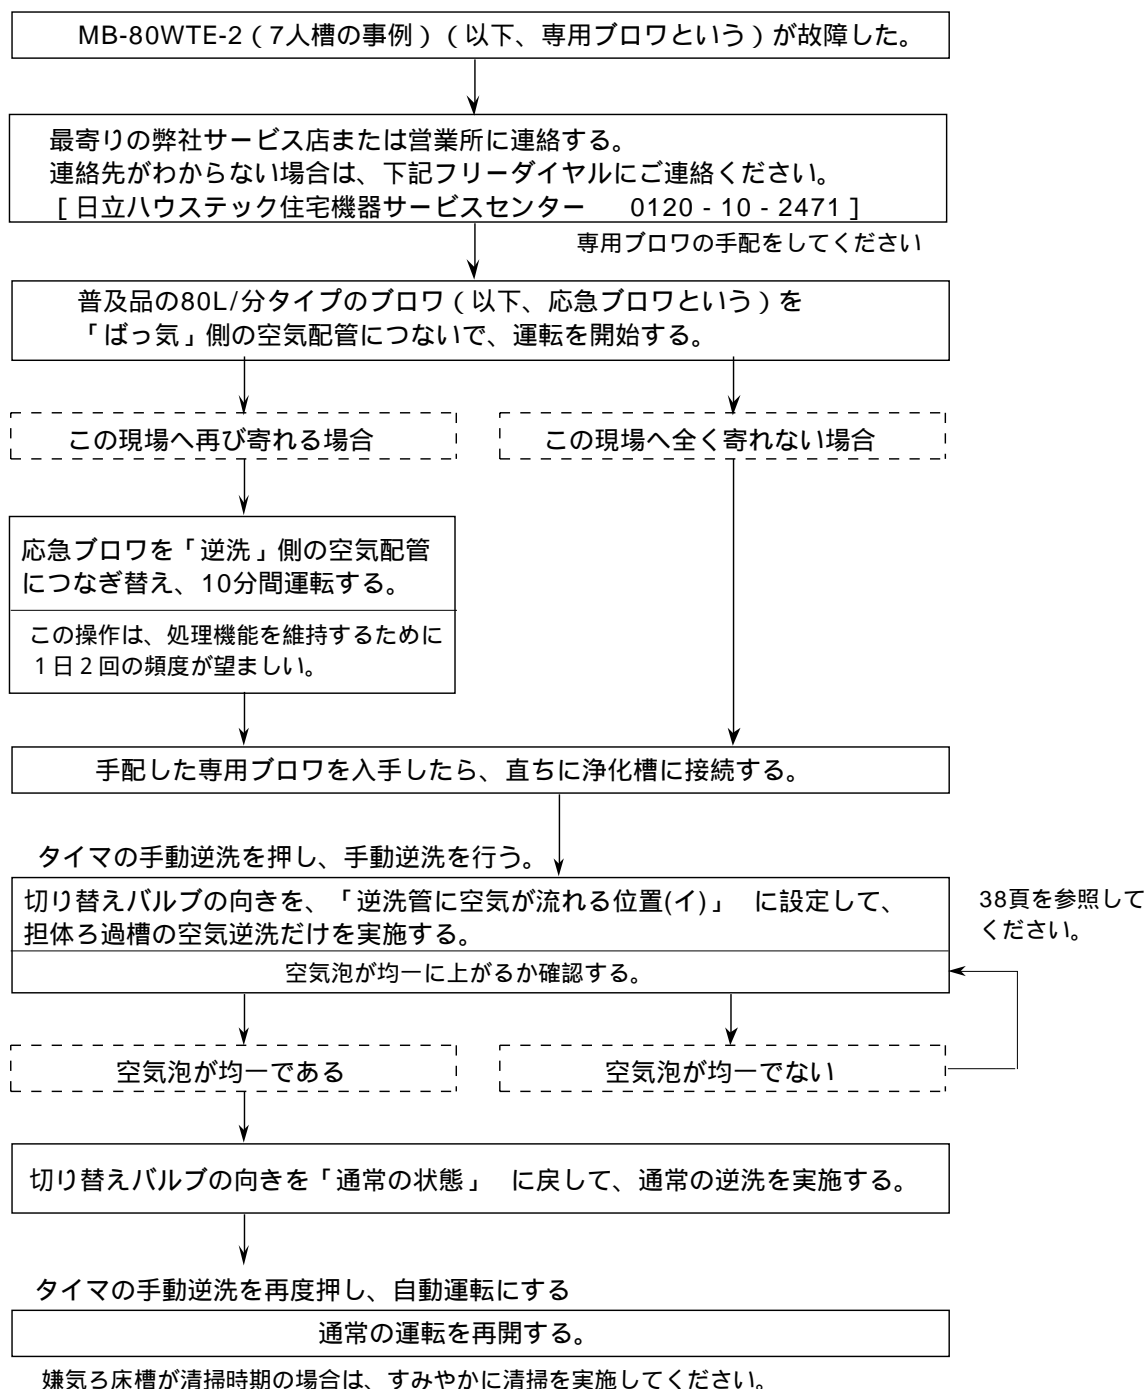 MB-80WTE-2（7人槽の事例）（以下、専用ブロワという）が故障した。
最寄りの弊社サービス店または営業所に連絡する。
連絡先がわからない場合は、下記フリーダイヤルにご連絡ください。
［日立ハウステック住宅機器サービスセンター　0120 - 10 - 2471］
専用ブロワの手配をしてください
普及品の80L/分タイプのブロワ（以下、応急ブロワという）を
「ばっ気」側の空気配管につないで、運転を開始する。
この現場へ再び寄れる場合
この現場へ全く寄れない場合
応急ブロワを「逆洗」側の空気配管
につなぎ替え、10分間運転する。
この操作は、処理機能を維持するために
１日２回の頻度が望ましい。
手配した専用ブロワを入手したら、直ちに浄化槽に接続する。
タイマの手動逆洗を押し、手動逆洗を行う。
切り替えバルブの向きを、「逆洗管に空気が流れる位置(イ)」　に設定して、
担体ろ過槽の空気逆洗だけを実施する。
38頁を参照して
ください。
空気泡が均一に上がるか確認する。
空気泡が均一である
空気泡が均一でない
切り替えバルブの向きを「通常の状態」　に戻して、通常の逆洗を実施する。
タイマの手動逆洗を再度押し、自動運転にする
通常の運転を再開する。
嫌気ろ床槽が清掃時期の場合は、すみやかに清掃を実施してください。